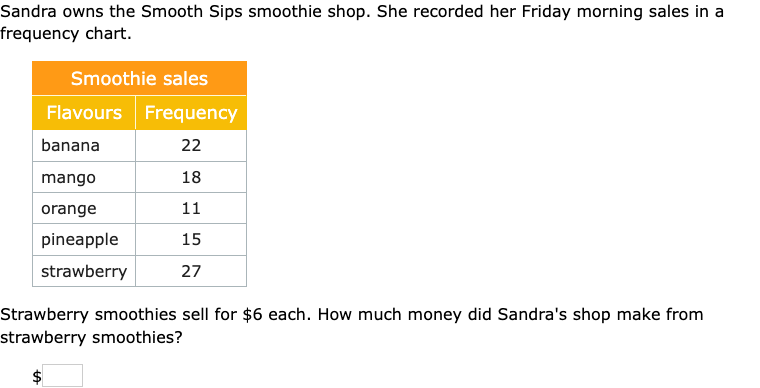 Sandra owns the Smooth Sips smoothie shop. She recorded her Friday morning sales in a
frequency chart.
Smoothie sales
Flavours Frequency
banana 22
mango 18
orange 11
pineapple 15
strawberry 27
Strawberry smoothies sell for $6 each. How much money did Sandra's shop make from
strawberry smoothies?
$